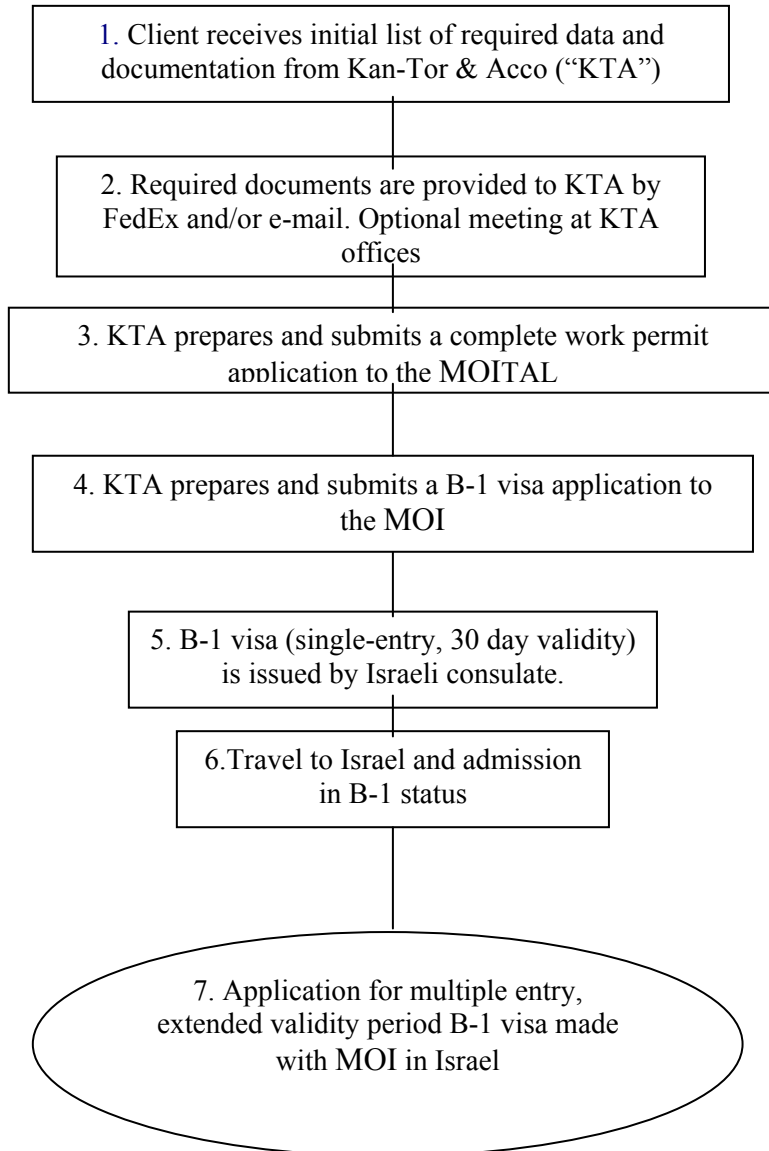 1. Client receives initial list of required data and
documentation from Kan-Tor & Acco (“KTA”)
2. Required documents are provided to KTA by
FedEx and/or e-mail. Optional meeting at KTA
offices
3. KTA prepares and submits a complete work permit
application to the MOITAL
4. KTA prepares and submits a B-1 visa application to
the MOI
5. B-1 visa (single-entry, 30 day validity)
is issued by Israeli consulate.
6.Travel to Israel and admission
in B-1 status
7. Application for multiple entry,
extended validity period B-1 visa made
with MOI in Israel